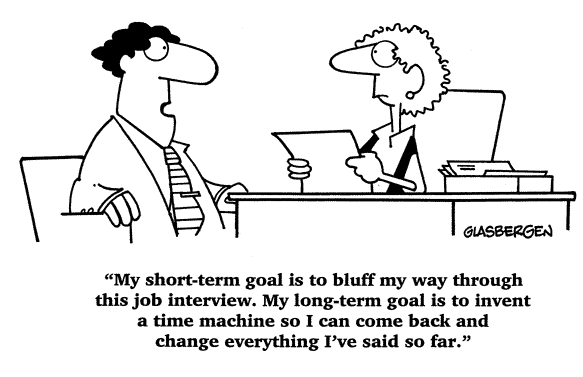 GLASBERGEN
“My short-term goal is to bluff my way through
this job interview. My long-term goal is to invent
a time machine so I can come back and
change everything I’ve said so far.”